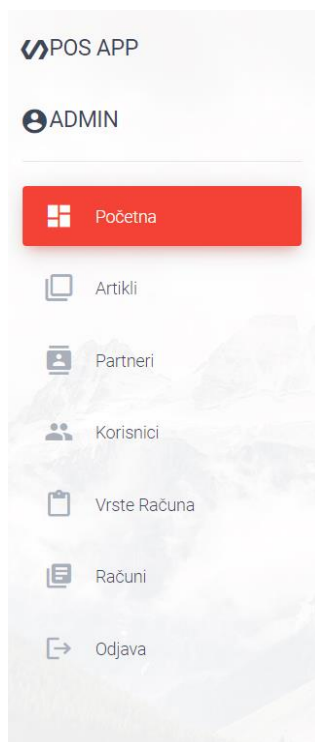 POS APP
ADMIN
Početna
Artikli
Partneri
Korisnici
Vrste Računa
Računi
Odjava